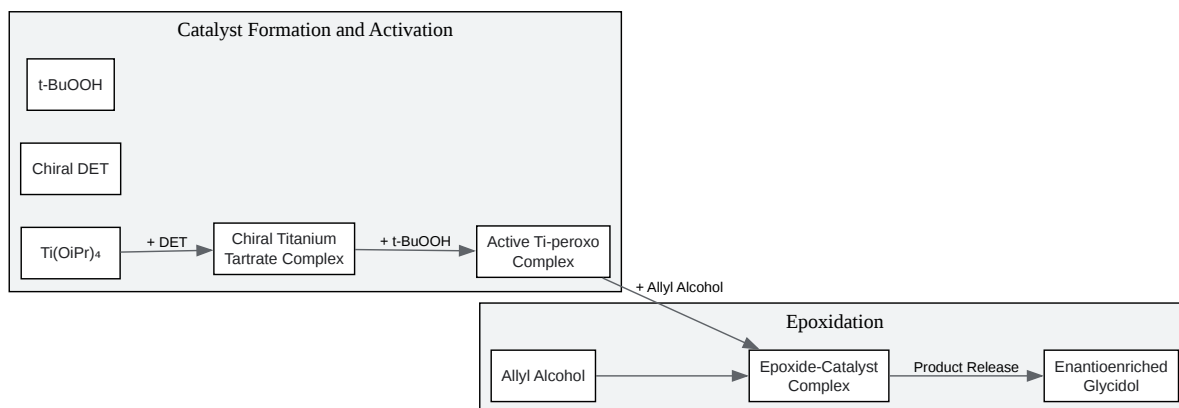 Catalyst Formation and Activation
t-BuOOH
Chiral DET
Ti(OiPr)₄
+ DET
Chiral Titanium
Tartrate Complex
+ t-BuOOH
Active Ti-peroxo
Complex
+ Allyl Alcohol
Epoxidation
Allyl Alcohol
Epoxide-Catalyst
Complex
Product Release
Enantioenriched
Glycidol